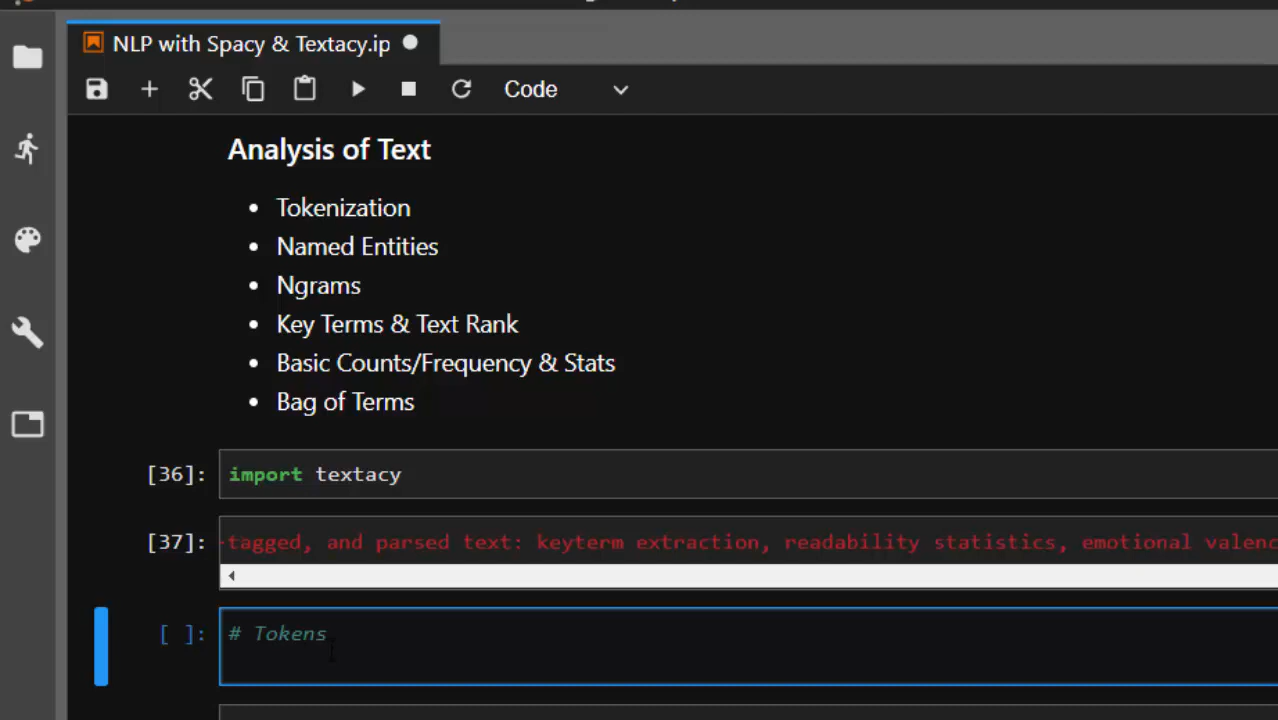 NLP with Spacy & Textacy.ip
Code
Analysis of Text
Tokenization
Named Entities
Ngrams
Key Terms & Text Rank
Basic Counts/Frequency & Stats
Bag of Terms
[36]: import textacy
[37]: tagged, and parsed text: keyterm extraction, readability statistics, emotional valenc
[ ]: # Tokens